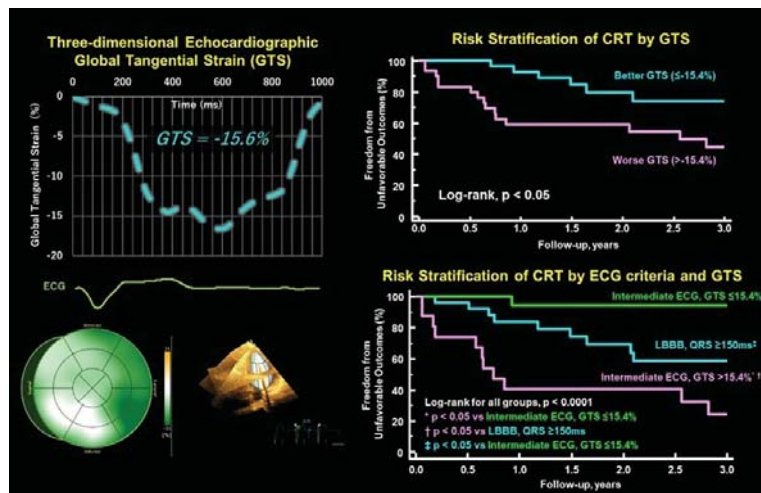 Three-dimensional Echocardiographic
Global Tangential Strain (GTS)
0 200 400 600 800 1000
Time (ms)
0
-5
-10
-15
-20
Global Tangential Strain (%)
GTS = -15.6%
ECG
Risk Stratification of CRT by GTS
100
80
60
40
20
0
Freedom from
Unfavorable Outcomes (%)
Better GTS (≤-15.4%)
Worse GTS (>-15.4%)
Log-rank, p < 0.05
0.0 0.5 1.0 1.5 2.0 2.5 3.0
Follow-up, years
Risk Stratification of CRT by ECG criteria and GTS
100
80
60
40
20
0
Freedom from
Unfavorable Outcomes (%)
Intermediate ECG, GTS ≤15.4%
LBBB, QRS ≥150ms‡
Intermediate ECG, GTS >15.4%* †
Log-rank for all groups, p < 0.0001
* p < 0.05 vs Intermediate ECG, GTS ≤15.4%
† p < 0.05 vs LBBB, QRS ≥150ms
‡ p < 0.05 vs Intermediate ECG, GTS ≤15.4%
0.0 0.5 1.0 1.5 2.0 2.5 3.0
Follow-up, years